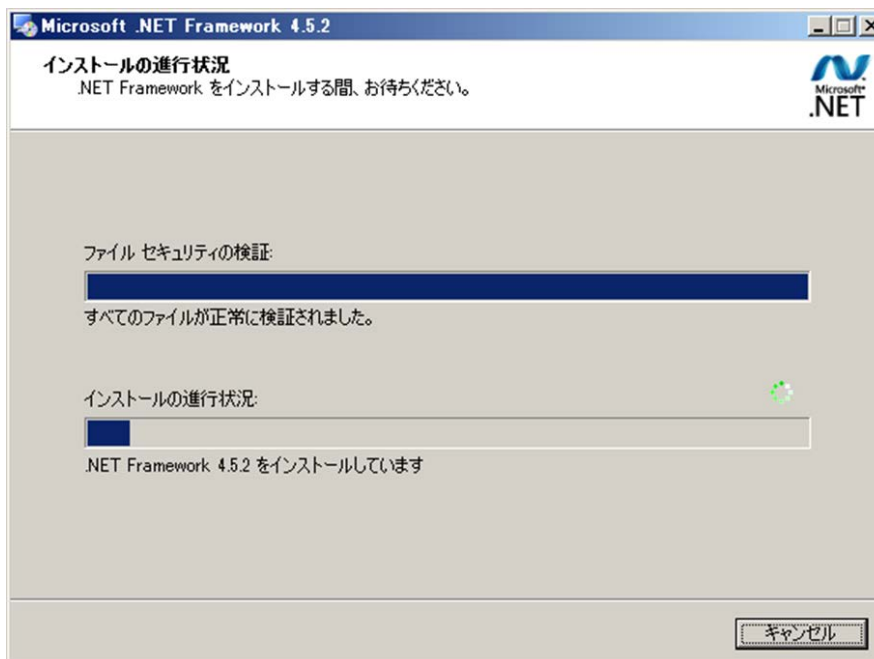 Microsoft .NET Framework 4.5.2
インストールの進行状況
.NET Framework をインストールする間、お待ちください。
Microsoft
.NET
ファイル セキュリティの検証:
すべてのファイルが正常に検証されました。
インストールの進行状況:
.NET Framework 4.5.2 をインストールしています
キャンセル